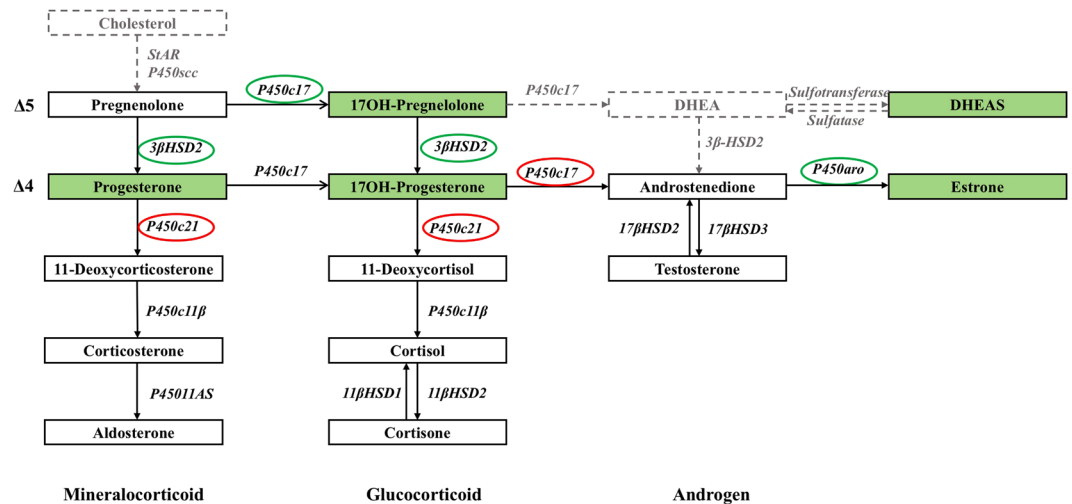 Cholesterol
StAR
P450scc
Δ5
Pregnenolone
P450c17
17OH-Pregnelolone
P450c17
DHEA
Sulfotransferase
Sulfatase
DHEAS
3βHSD2
3βHSD2
3β-HSD2
Δ4
Progesterone
P450c17
17OH-Progesterone
P450c17
Androstenedione
P450aro
Estrone
P450c21
P450c21
17βHSD2
17βHSD3
11-Deoxycorticosterone
11-Deoxycortisol
Testosterone
P450c11β
P450c11β
Corticosterone
Cortisol
P45011AS
11βHSD1
11βHSD2
Aldosterone
Cortisone
Mineralocorticoid
Glucocorticoid
Androgen